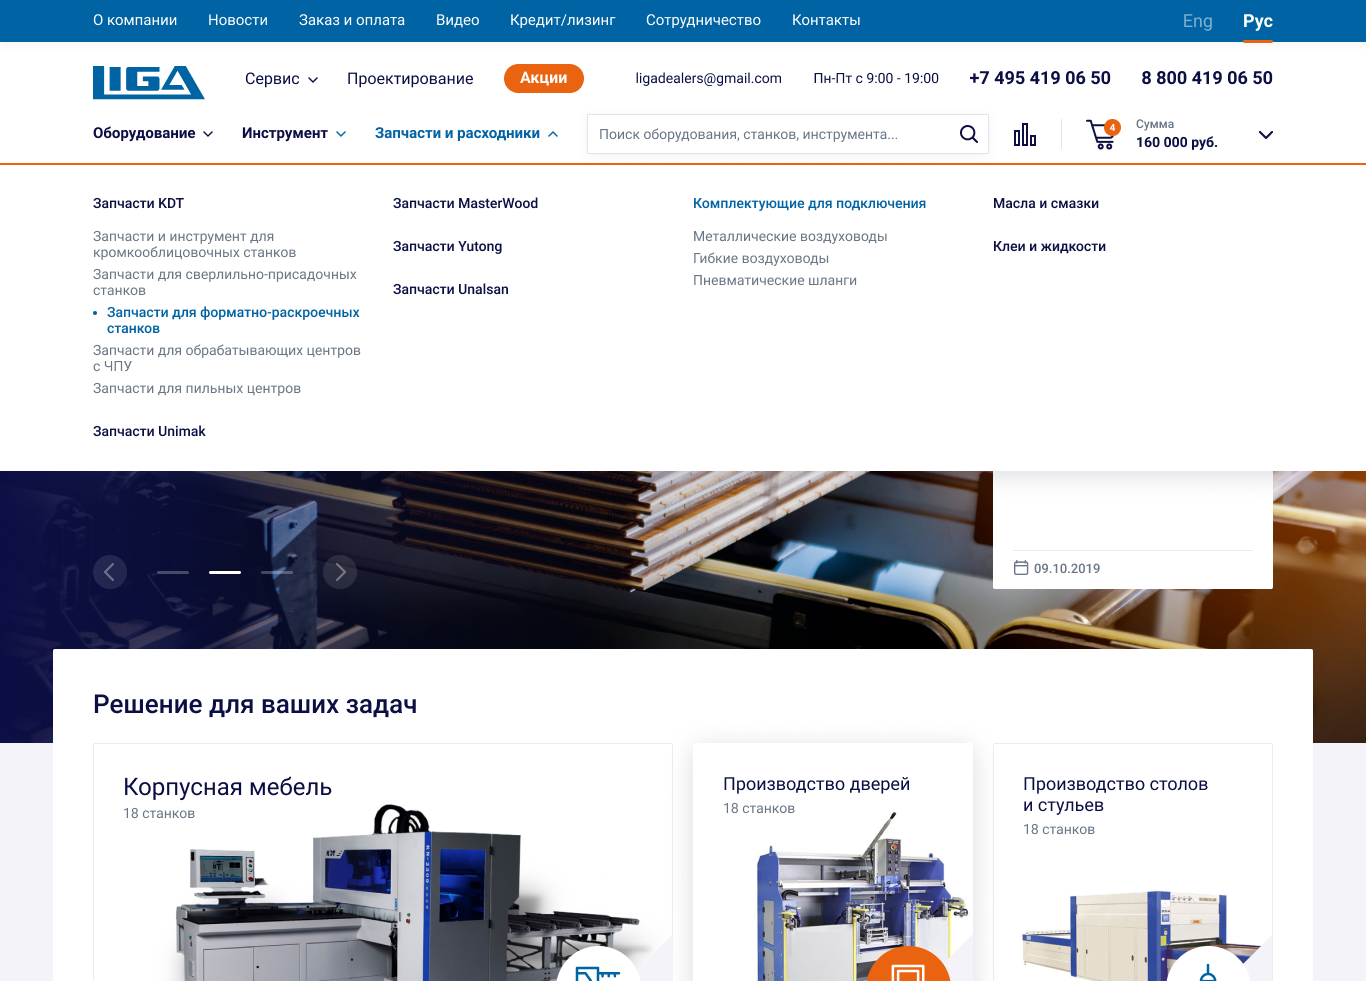 О компании Новости Заказ и оплата Видео Кредит/лизинг Сотрудничество Контакты Eng Рус
LIGA Сервис Проектирование Акции ligadealers@gmail.com Пн-Пт с 9:00 - 19:00 +7 495 419 06 50 8 800 419 06 50
Оборудование Инструмент Запчасти и расходники Поиск оборудования, станков, инструмента... 4 Сумма
160 000 руб.
Запчасти KDT
Запчасти и инструмент для
кромкооблицовочных станков
Запчасти для сверлильно-присадочных
станков
• Запчасти для форматно-раскроечных
станков
Запчасти для обрабатывающих центров
с ЧПУ
Запчасти для пильных центров
Запчасти Unimak
Запчасти MasterWood
Запчасти Yutong
Запчасти Unalsan
Комплектующие для подключения
Металлические воздуховоды
Гибкие воздуховоды
Пневматические шланги
Масла и смазки
Клеи и жидкости
09.10.2019
Решение для ваших задач
Корпусная мебель
18 станков
KDT
Производство дверей
18 станков
Производство столов
и стульев
18 станков